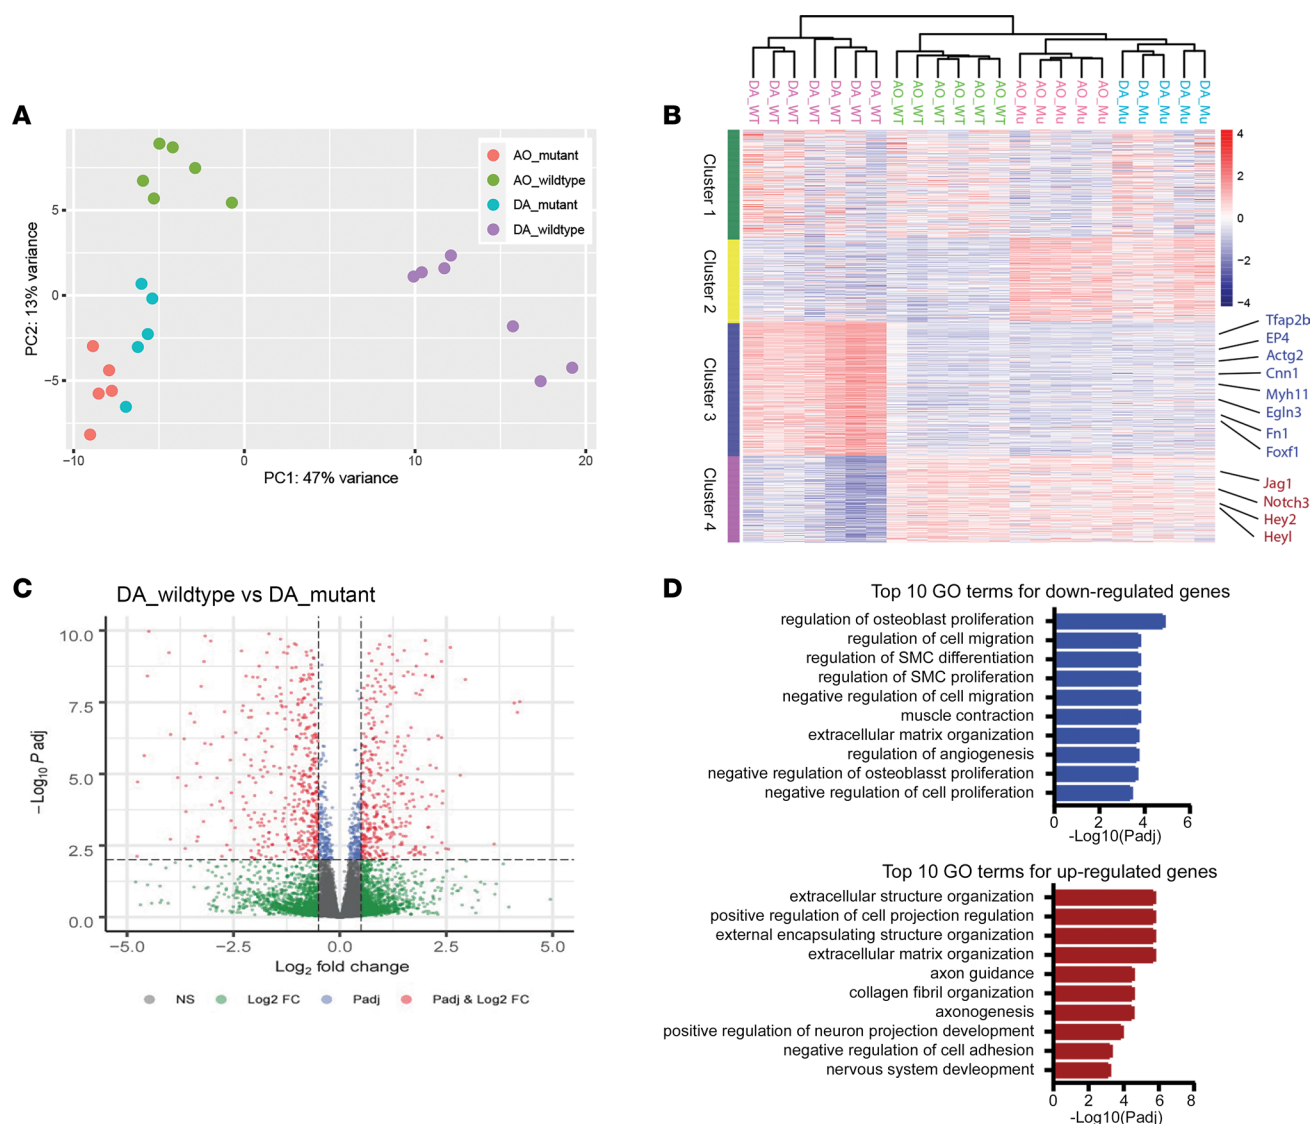 A
AO_mutant
AO_wildtype
DA_mutant
DA_wildtype
PC2: 13% variance
5
0
−5
−10
0
10
20
PC1: 47% variance
B
DA_WT
DA_WT
DA_WT
DA_WT
DA_WT
DA_WT
DA_WT
AO_WT
AO_WT
AO_WT
AO_WT
AO_WT
AO_WT
AO_Mu
AO_Mu
AO_Mu
AO_Mu
AO_Mu
DA_Mu
DA_Mu
DA_Mu
DA_Mu
DA_Mu
Cluster 1
Cluster 2
Cluster 3
Cluster 4
4
2
0
−2
−4
Tfap2b
EP4
Actg2
Cnn1
Myh11
Egln3
Fn1
Foxf1
Jag1
Notch3
Hey2
Heyl
C
DA_wildtype vs DA_mutant
−Log10 Padj
10.0
7.5
5.0
2.5
0.0
−5.0
−2.5
0.0
2.5
5.0
Log2 fold change
NS
Log2 FC
Padj
Padj & Log2 FC
D
Top 10 GO terms for down-regulated genes
regulation of osteoblast proliferation
regulation of cell migration
regulation of SMC differentiation
regulation of SMC proliferation
negative regulation of cell migration
muscle contraction
extracellular matrix organization
regulation of angiogenesis
negative regulation of osteoblasst proliferation
negative regulation of cell proliferation
0 2 4 6
-Log10(Padj)
Top 10 GO terms for up-regulated genes
extracellular structure organization
positive regulation of cell projection regulation
external encapsulating structure organization
extracellular matrix organization
axon guidance
collagen fibril organization
axonogenesis
positive regulation of neuron projection development
negative regulation of cell adhesion
nervous system devleopment
0 2 4 6 8
-Log10(Padj)